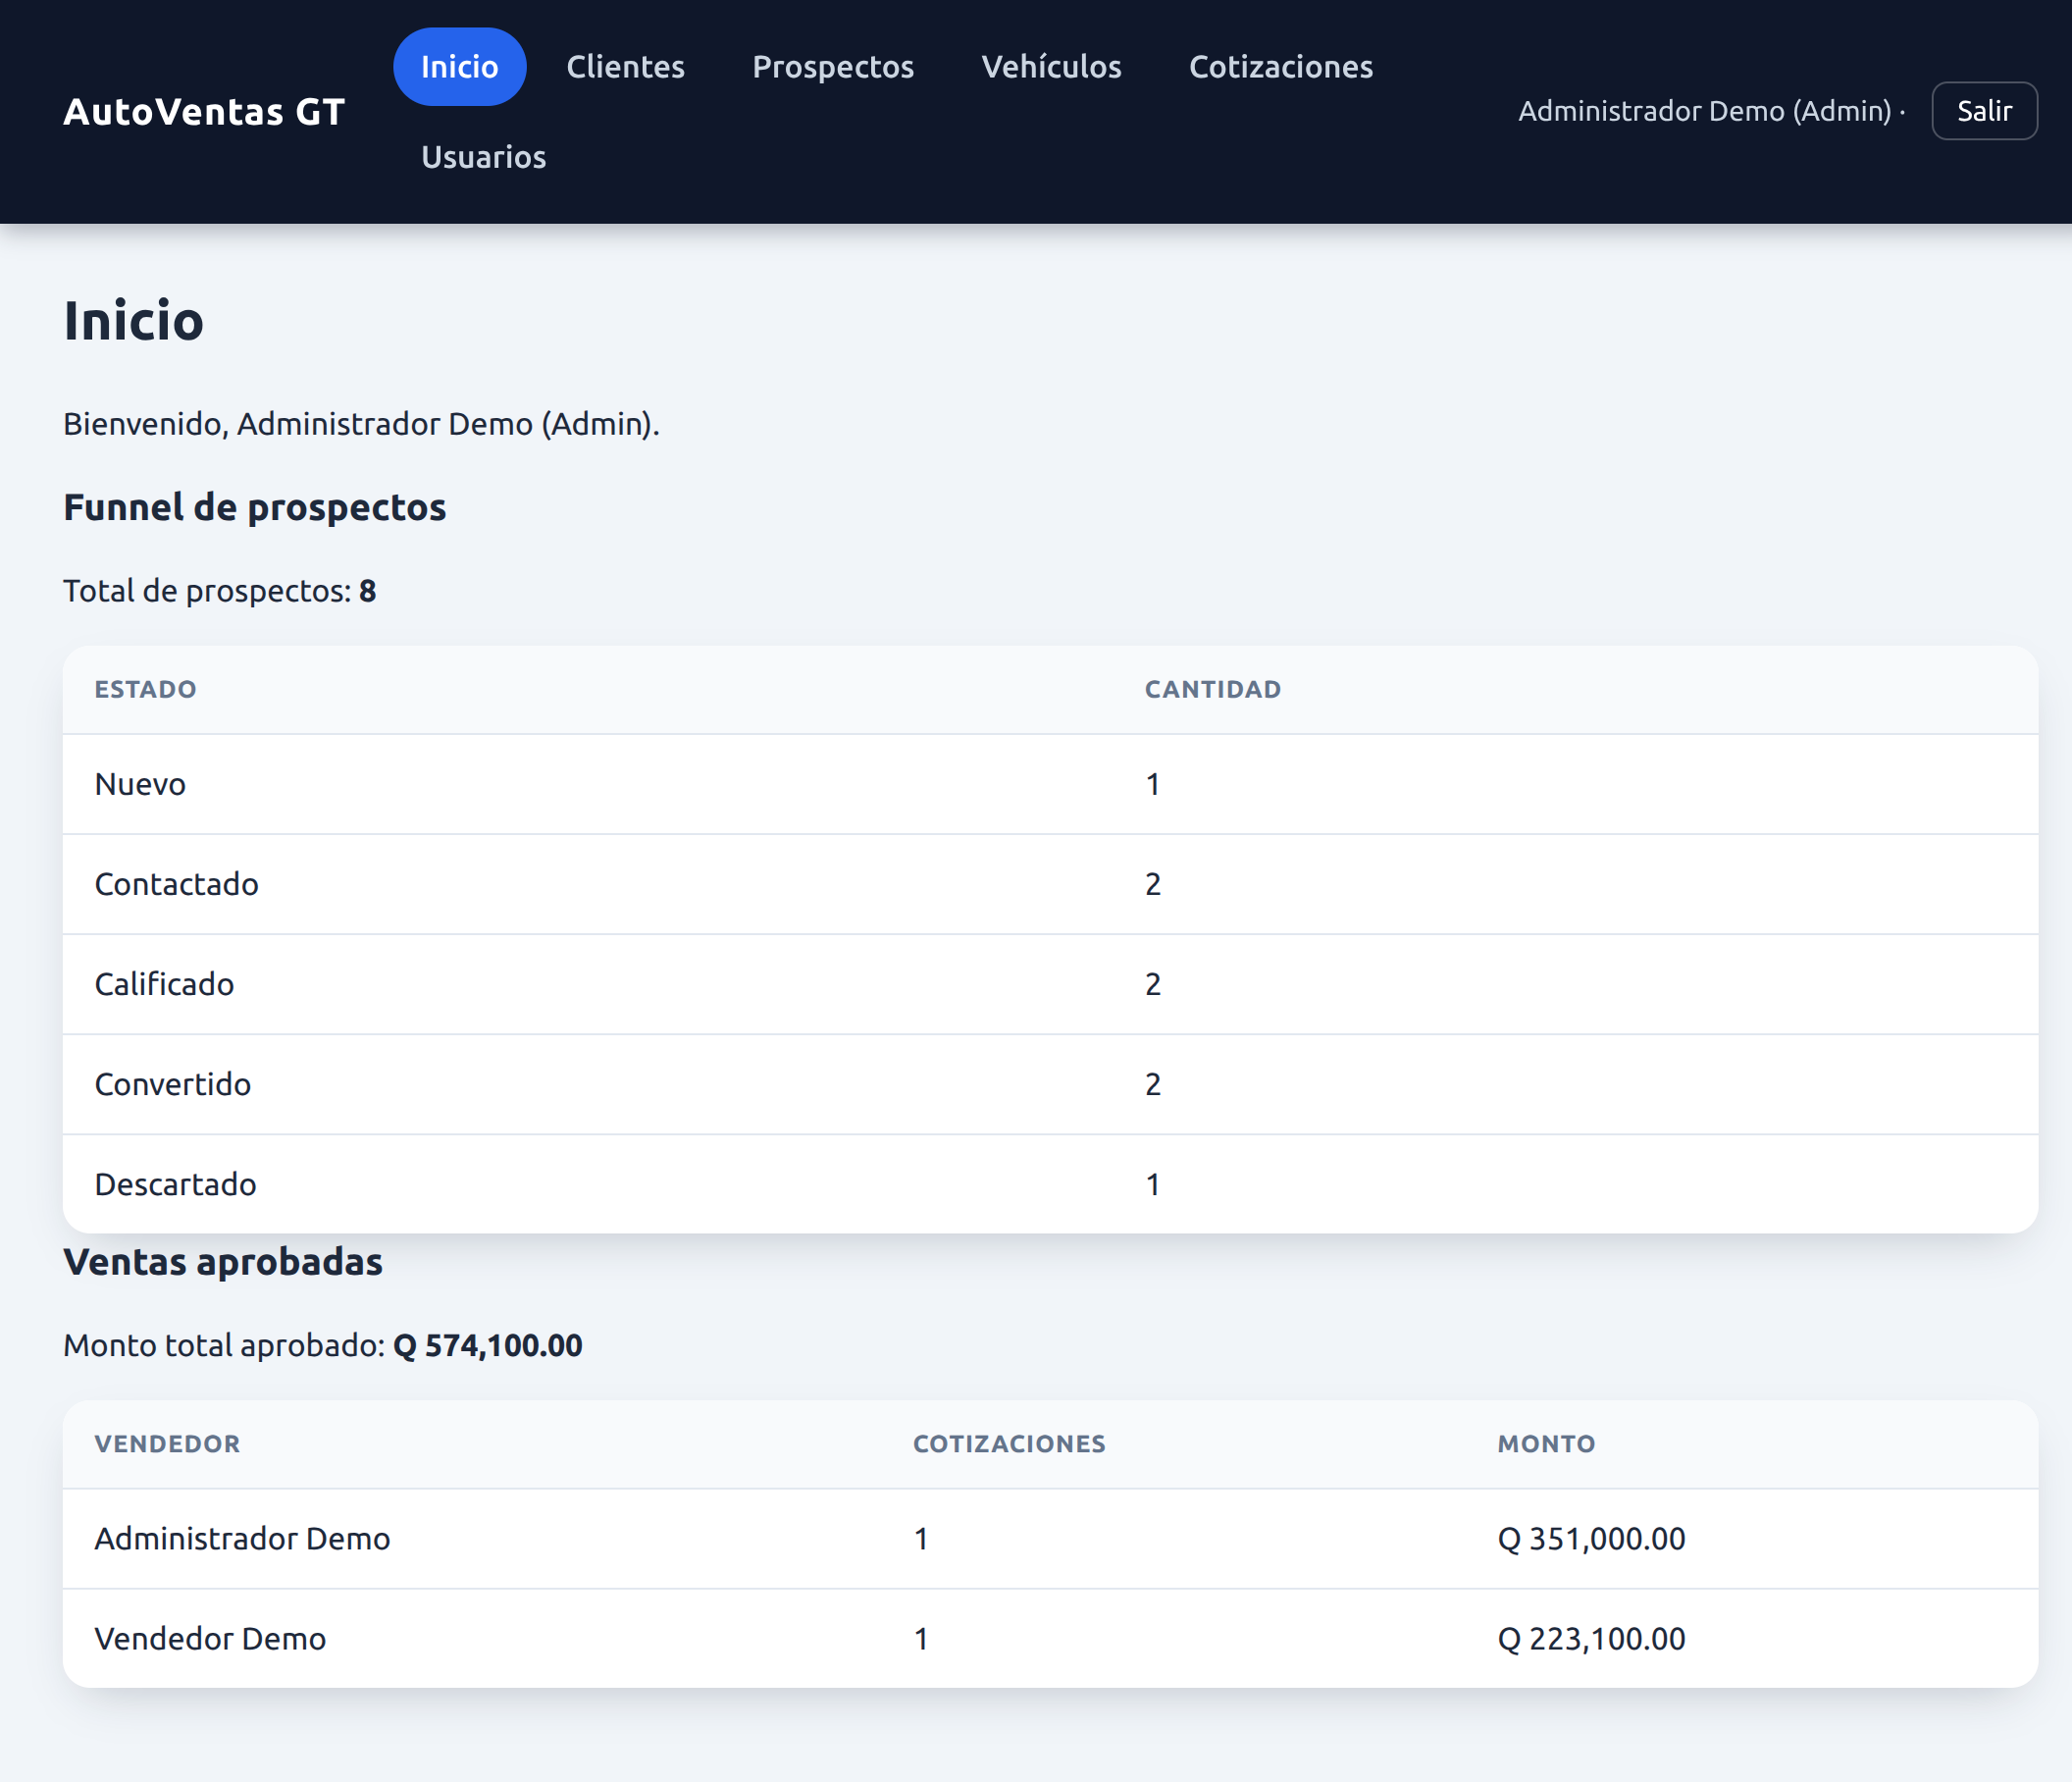 AutoVentas GT
Inicio Clientes Prospectos Vehículos Cotizaciones
Usuarios
Administrador Demo (Admin) · Salir
Inicio
Bienvenido, Administrador Demo (Admin).
Funnel de prospectos
Total de prospectos: 8
ESTADO CANTIDAD
Nuevo 1
Contactado 2
Calificado 2
Convertido 2
Descartado 1
Ventas aprobadas
Monto total aprobado: Q 574,100.00
VENDEDOR COTIZACIONES MONTO
Administrador Demo 1 Q 351,000.00
Vendedor Demo 1 Q 223,100.00